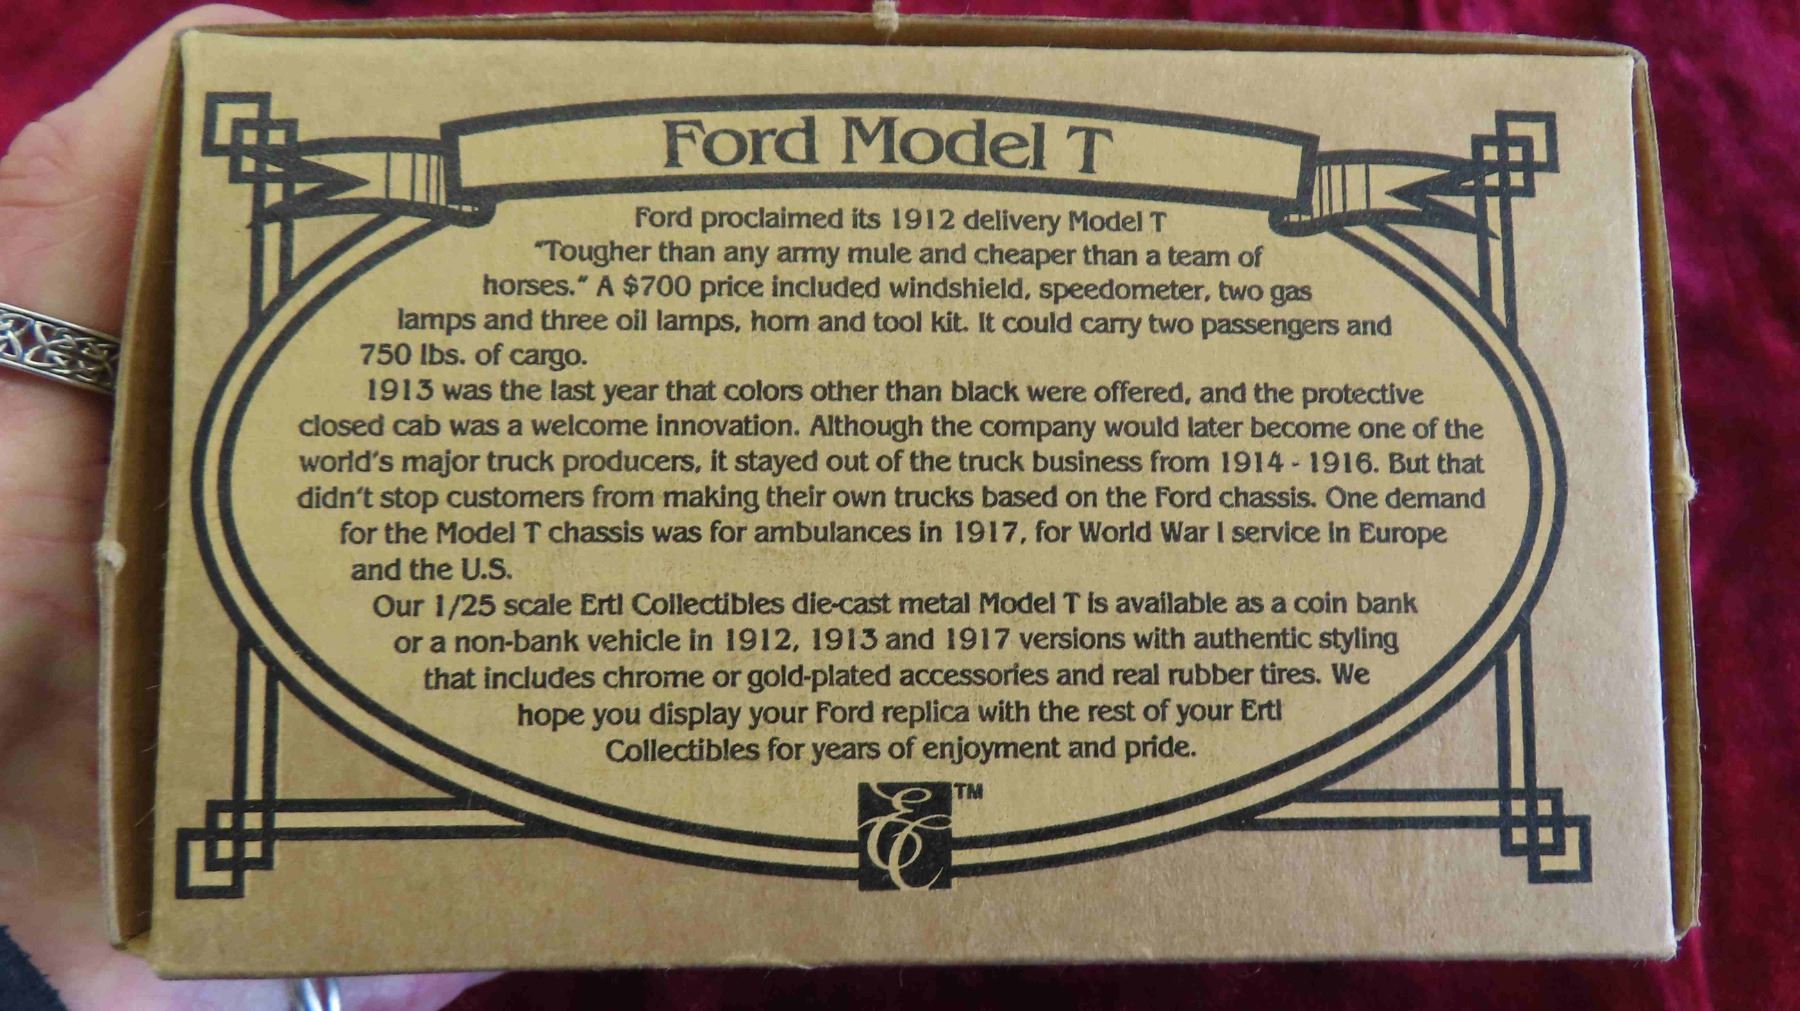 Ford Model T
Ford proclaimed its 1912 delivery Model T
"Tougher than any army mule and cheaper than a team of
horses." A $700 price included windshield, speedometer, two gas
lamps and three oil lamps, horn and tool kit. It could carry two passengers and
750 lbs. of cargo.
1913 was the last year that colors other than black were offered, and the protective
closed cab was a welcome innovation. Although the company would later become one of the
world's major truck producers, it stayed out of the truck business from 1914 - 1916. But that
didn't stop customers from making their own trucks based on the Ford chassis. One demand
for the Model T chassis was for ambulances in 1917, for World War I service in Europe
and the U.S.
Our 1/25 scale Ertl Collectibles die-cast metal Model T is available as a coin bank
or a non-bank vehicle in 1912, 1913 and 1917 versions with authentic styling
that includes chrome or gold-plated accessories and real rubber tires. We
hope you display your Ford replica with the rest of your Ertl
Collectibles for years of enjoyment and pride.
EC TM